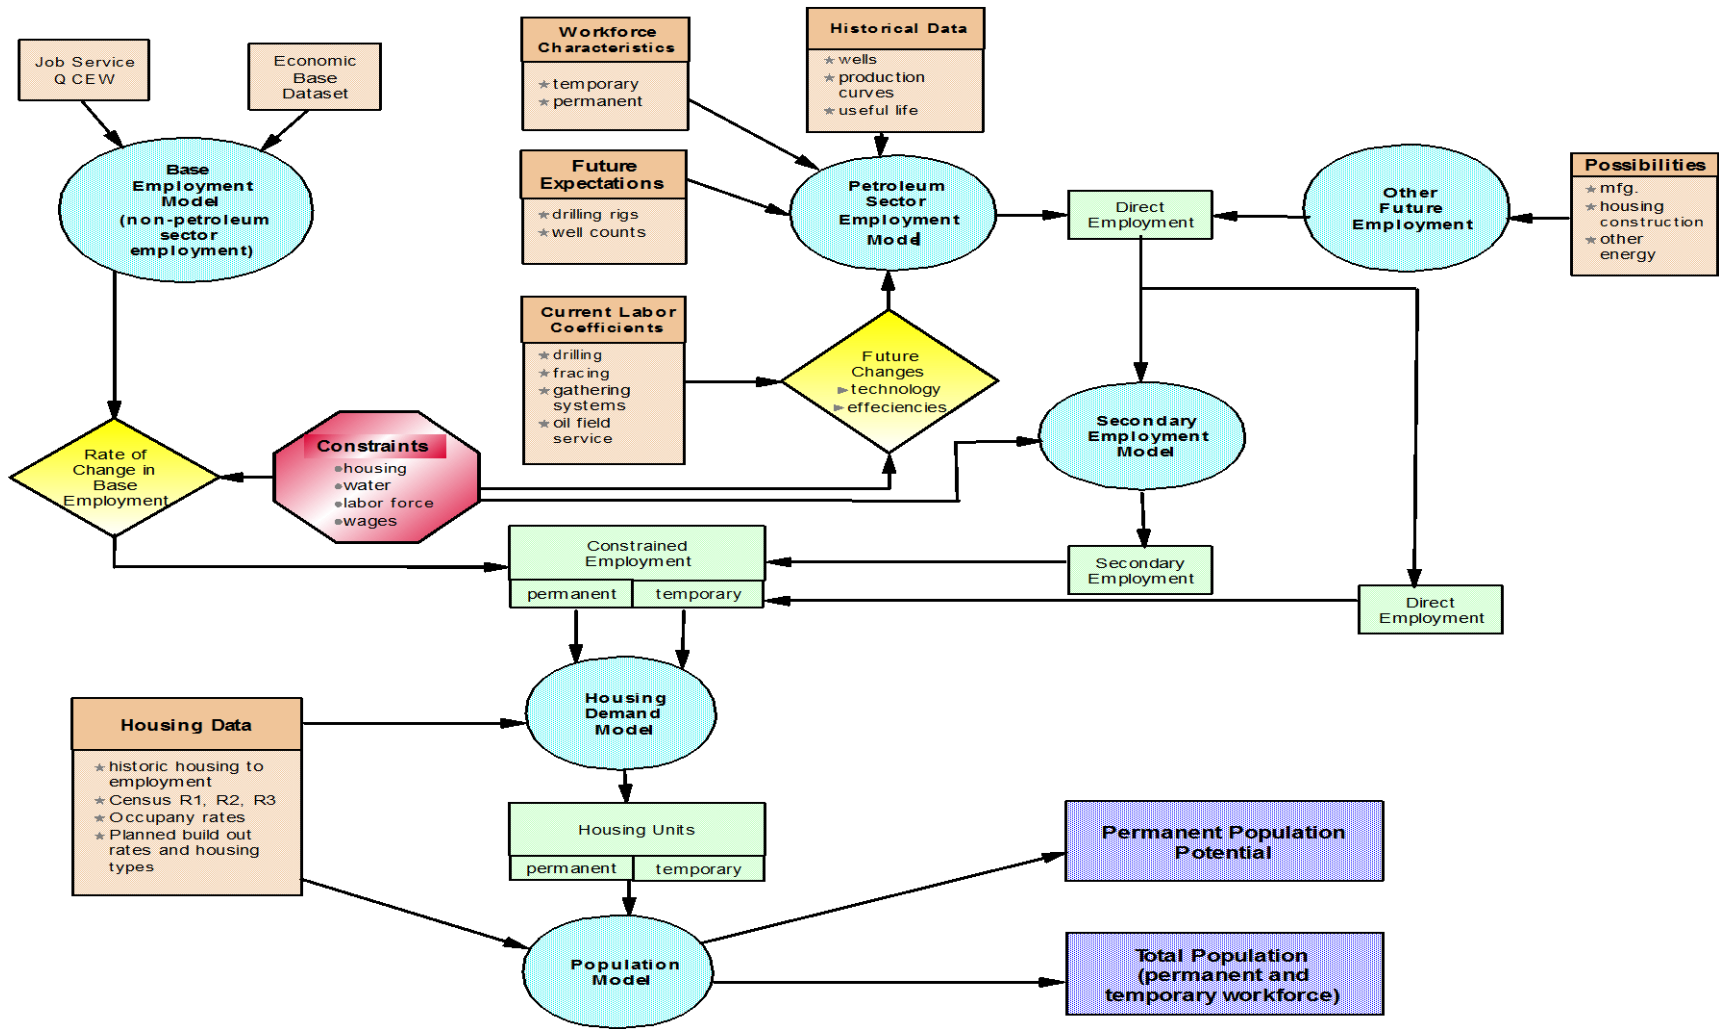 Job Service
QCEW
Economic
Base
Dataset
Workforce
Characteristics
temporary
permanent
Historical Data
wells
production
curves
useful life
Base
Employment
Model
(non-petroleum
sector
employment)
Future
Expectations
drilling rigs
well counts
Petroleum
Sector
Employment
Model
Direct
Employment
Other
Future
Employment
Possibilities
mfg.
housing
construction
other
energy
Current Labor
Coefficients
drilling
fracing
gathering
systems
oil field
service
Future
Changes
technology
effeciencies
Secondary
Employment
Model
Rate of
Change in
Base
Employment
Constraints
housing
water
labor force
wages
Constrained
Employment
permanent
temporary
Secondary
Employment
Direct
Employment
Housing
Demand
Model
Housing Data
historic housing to
employment
Census R1, R2, R3
Occupany rates
Planned build out
rates and housing
types
Housing Units
permanent
temporary
Permanent Population
Potential
Population
Model
Total Population
(permanent and
temporary workforce)